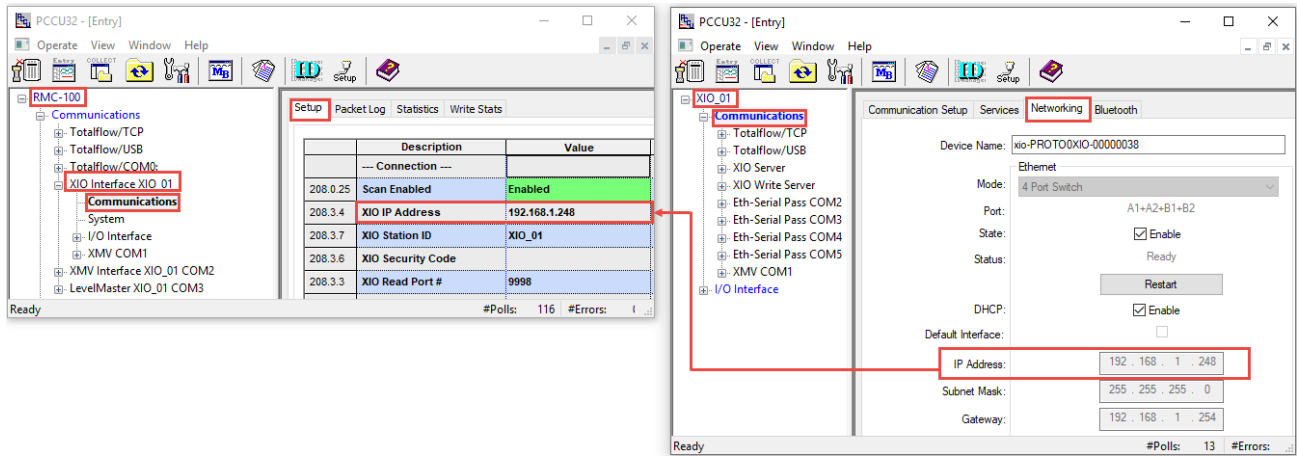 PCCU32 - [Entry]
Operate View Window Help
Entry COLLECT MB ID Manager Setup
RMC-100
Communications
Totalflow/TCP
Totalflow/USB
Totalflow/COM0:
XIO Interface XIO_01
Communications
System
I/O Interface
XMV COM1
XMV Interface XIO_01 COM2
LevelMaster XIO_01 COM3
Setup Packet Log Statistics Write Stats
Description Value
--- Connection ---
208.0.25 Scan Enabled Enabled
208.3.4 XIO IP Address 192.168.1.248
208.3.7 XIO Station ID XIO_01
208.3.6 XIO Security Code
208.3.3 XIO Read Port # 9998
Ready #Polls: 116 #Errors:
PCCU32 - [Entry]
Operate View Window Help
Entry COLLECT MB ID Manager Setup
XIO_01
Communications
Totalflow/TCP
Totalflow/USB
XIO Server
XIO Write Server
Eth-Serial Pass COM2
Eth-Serial Pass COM3
Eth-Serial Pass COM4
Eth-Serial Pass COM5
XMV COM1
I/O Interface
Communication Setup Services Networking Bluetooth
Device Name: xio-PROTO0XIO-00000038
Ethernet
Mode: 4 Port Switch
Port: A1+A2+B1+B2
State: Enable
Status: Ready
Restart
DHCP: Enable
Default Interface:
IP Address: 192 . 168 . 1 . 248
Subnet Mask: 255 . 255 . 255 . 0
Gateway: 192 . 168 . 1 . 254
Ready #Polls: 13 #Errors: